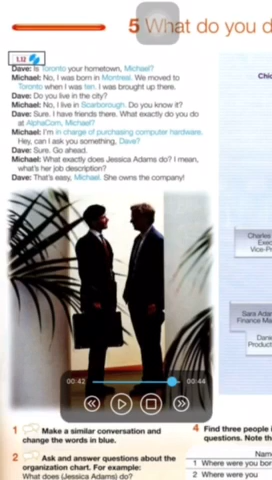 5 What do you d
1.12
Dave: Is Toronto your hometown, Michael?
Michael: No, I was born in Montreal. We moved to
Toronto when I was ten. I was brought up there.
Dave: Do you live in the city?
Michael: No, I live in Scarborough. Do you know it?
Dave: Sure. I have friends there. What exactly do you do
at AlphaCom, Michael?
Michael: I'm in charge of purchasing computer hardware.
Hey, can I ask you something, Dave?
Dave: Sure. Go ahead.
Michael: What exactly does Jessica Adams do? I mean,
what's her job description?
Dave: That's easy, Michael. She owns the company!
Charles
Exec
Vice-Pr
Sara Adar
Finance Ma
Product
00:42
00:44
1 Make a similar conversation and
change the words in blue.
2 Ask and answer questions about the
organization chart. For example:
What does (Jessica Adams) do?
4 Find three people i
questions. Note th
Nam
1 Where were you bor
2 Where were you